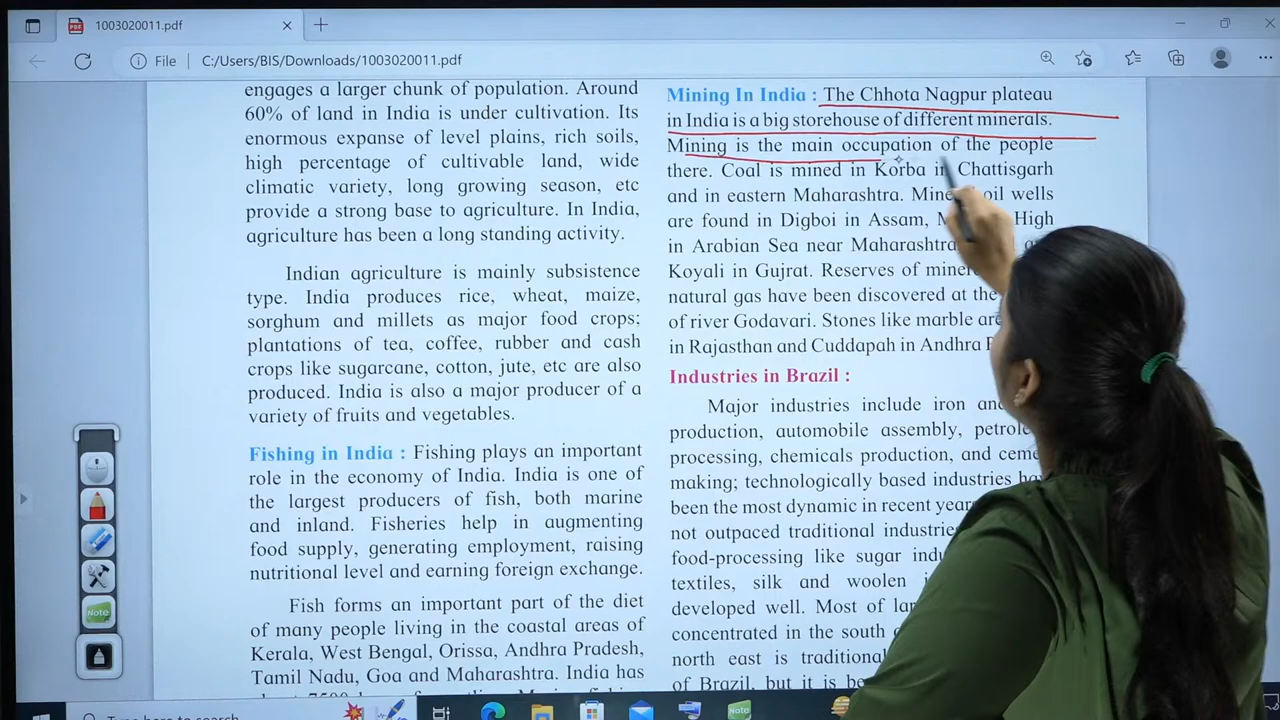 1003020011.pdf
File
C:/Users/BIS/Downloads/1003020011.pdf
engages a larger chunk of population. Around
60% of land in India is under cultivation. Its
enormous expanse of level plains, rich soils,
high percentage of cultivable land, wide
climatic variety, long growing season, etc
provide a strong base to agriculture. In India,
agriculture has been a long standing activity.
Indian agriculture is mainly subsistence
type. India produces rice, wheat, maize,
sorghum and millets as major food crops;
plantations of tea, coffee, rubber and cash
crops like sugarcane, cotton, jute, etc are also
produced. India is also a major producer of a
variety of fruits and vegetables.
Fishing in India : Fishing plays an important
role in the economy of India. India is one of
the largest producers of fish, both marine
and inland. Fisheries help in augmenting
food supply, generating employment, raising
nutritional level and earning foreign exchange.
Fish forms an important part of the diet
of many people living in the coastal areas of
Kerala, West Bengal, Orissa, Andhra Pradesh,
Tamil Nadu, Goa and Maharashtra. India has
Mining In India : The Chhota Nagpur plateau
in India is a big storehouse of different minerals.
Mining is the main occupation of the people
there. Coal is mined in Korba in Chattisgarh
and in eastern Maharashtra. oil wells
are found in Digboi in Assam, High
in Arabian Sea near Maharashtra
Koyali in Gujrat. Reserves of
natural gas have been discovered at the
of river Godavari. Stones like marble are
in Rajasthan and Cuddapah in Andhra
Industries in Brazil :
Major industries include iron
production, automobile assembly,
processing, chemicals production, and
making; technologically based industries
been the most dynamic in recent
not outpaced traditional
food-processing like sugar
textiles, silk and woolen
developed well. Most of
concentrated in the south
north east is
of Brazil, but it is
Note
Type here to search
Note